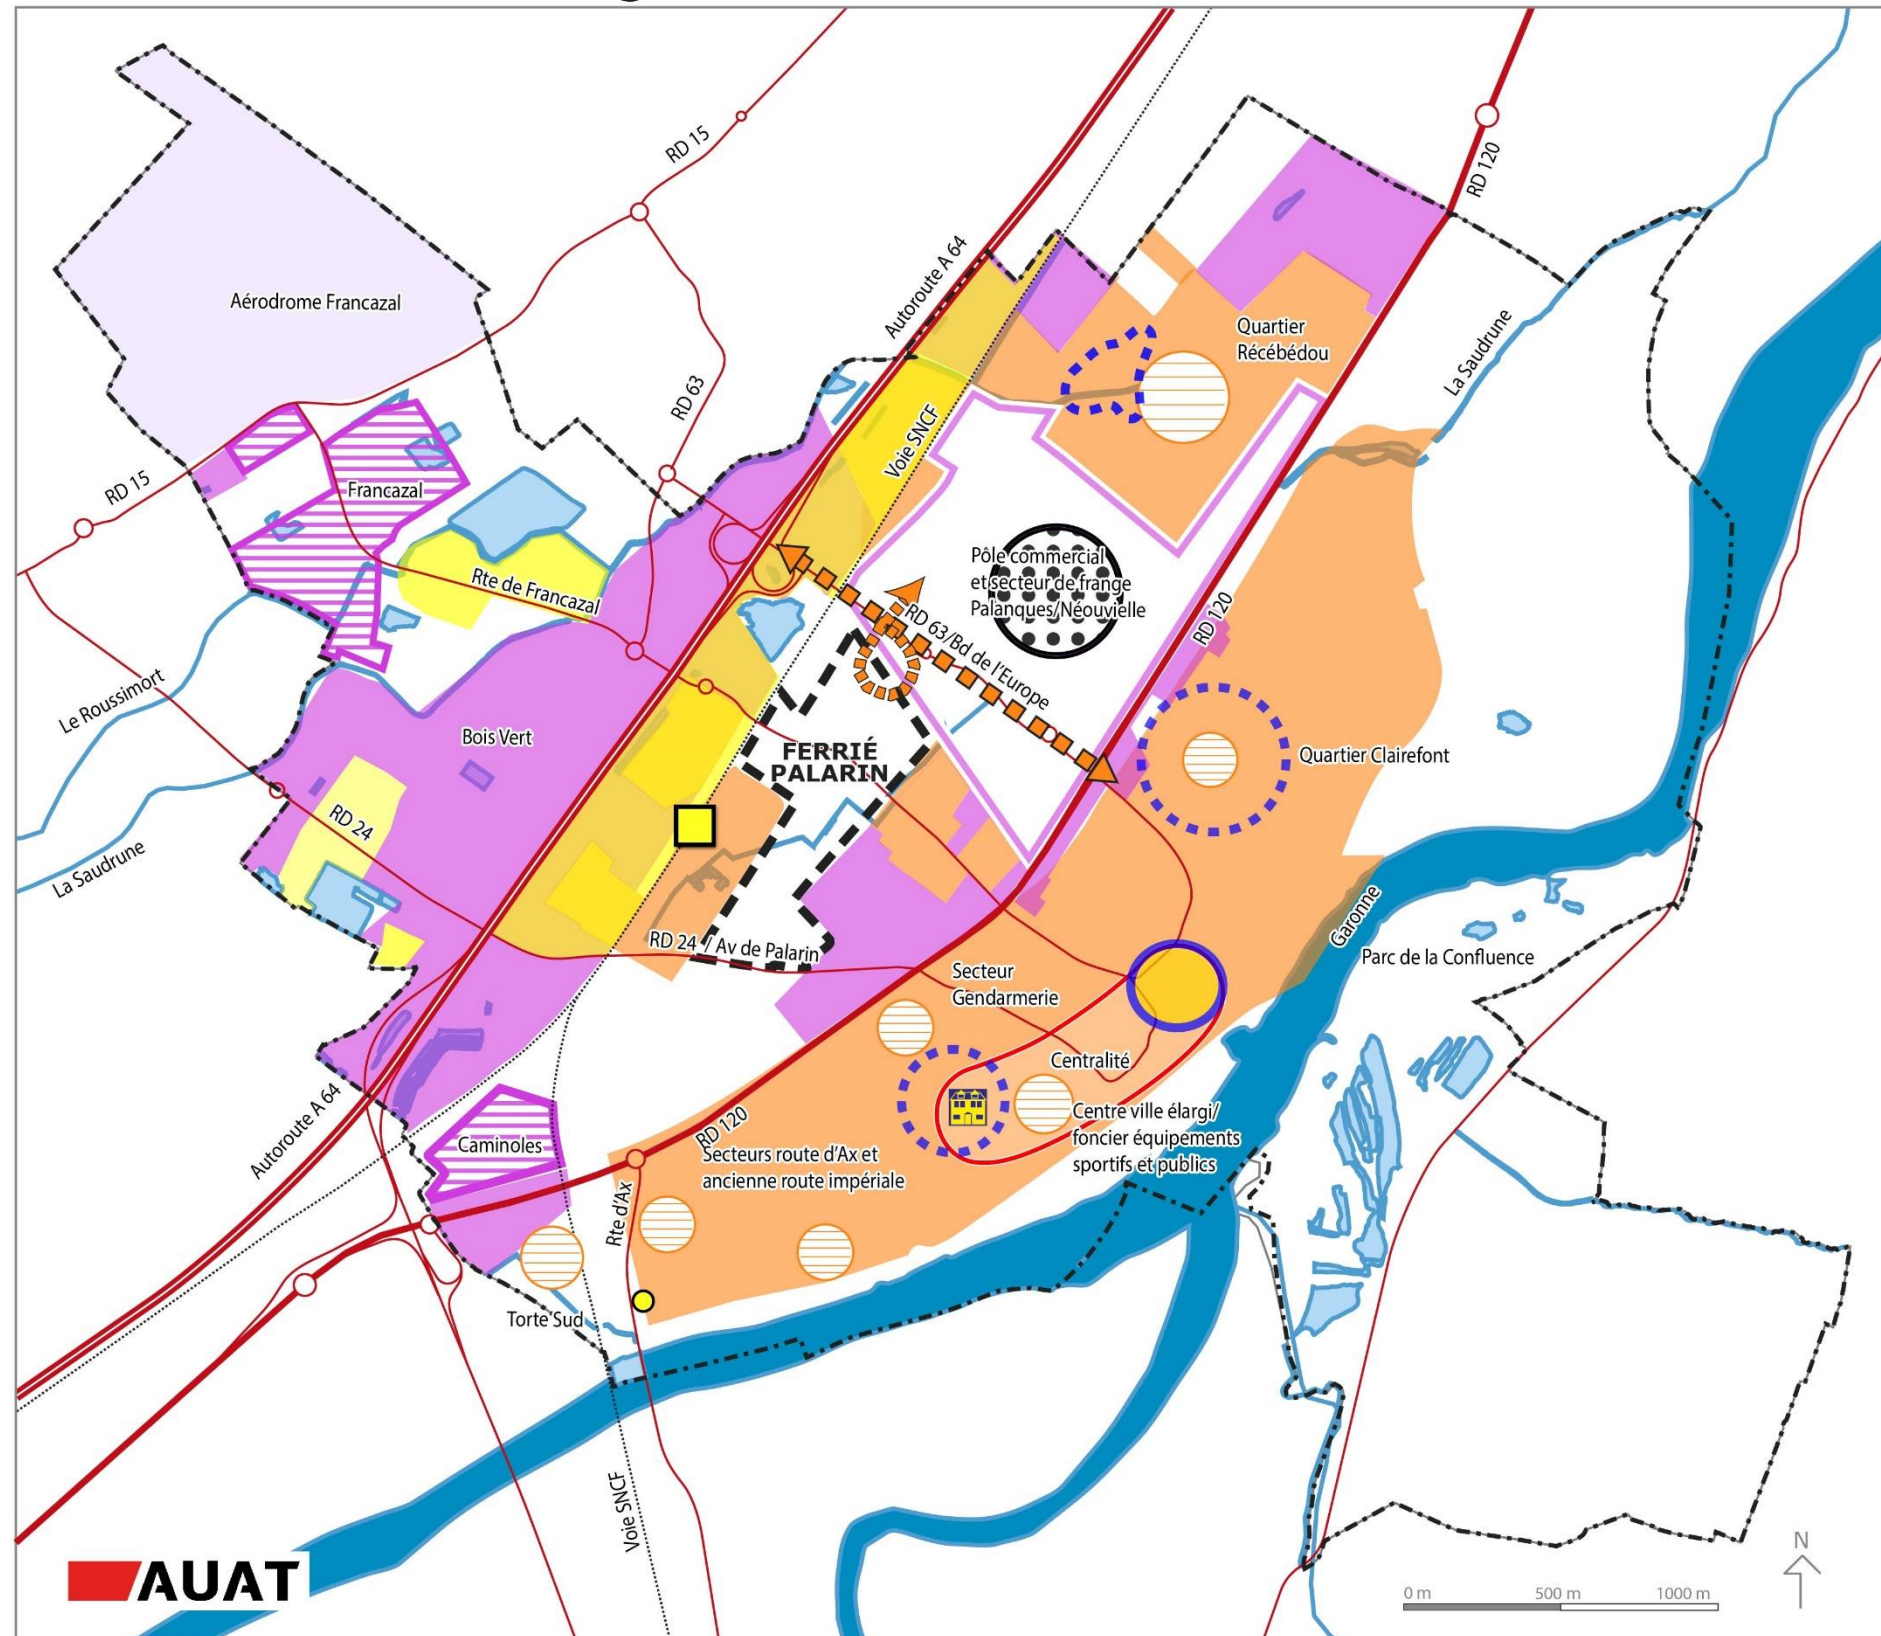 RD 15
RD 120
Autoroute A 64
Aérodrome Francazal
Quartier
Récébédou
La Saudrune
RD 63
Voie SNCF
RD 15
Francazal
Pôle commercial
et secteur de frange
Palanques/Néouvielle
Rte de Francazal
RD 120
RD 63/Bd de l'Europe
Le Roussimort
Bois Vert
FERRIÉ
PALARIN
Quartier Clairefont
RD 24
La Saudrune
RD 24 / Av de Palarin
Garonne
Parc de la Confluence
Secteur
Gendarmerie
Centralité
Autoroute A 64
Caminoles
RD 120
Centre ville élargi/
foncier équipements
sportifs et publics
Secteurs route d'Ax et
ancienne route impériale
Rte d'Ax
Torte Sud
Voie SNCF
N
AUAT
0 m
500 m
1000 m